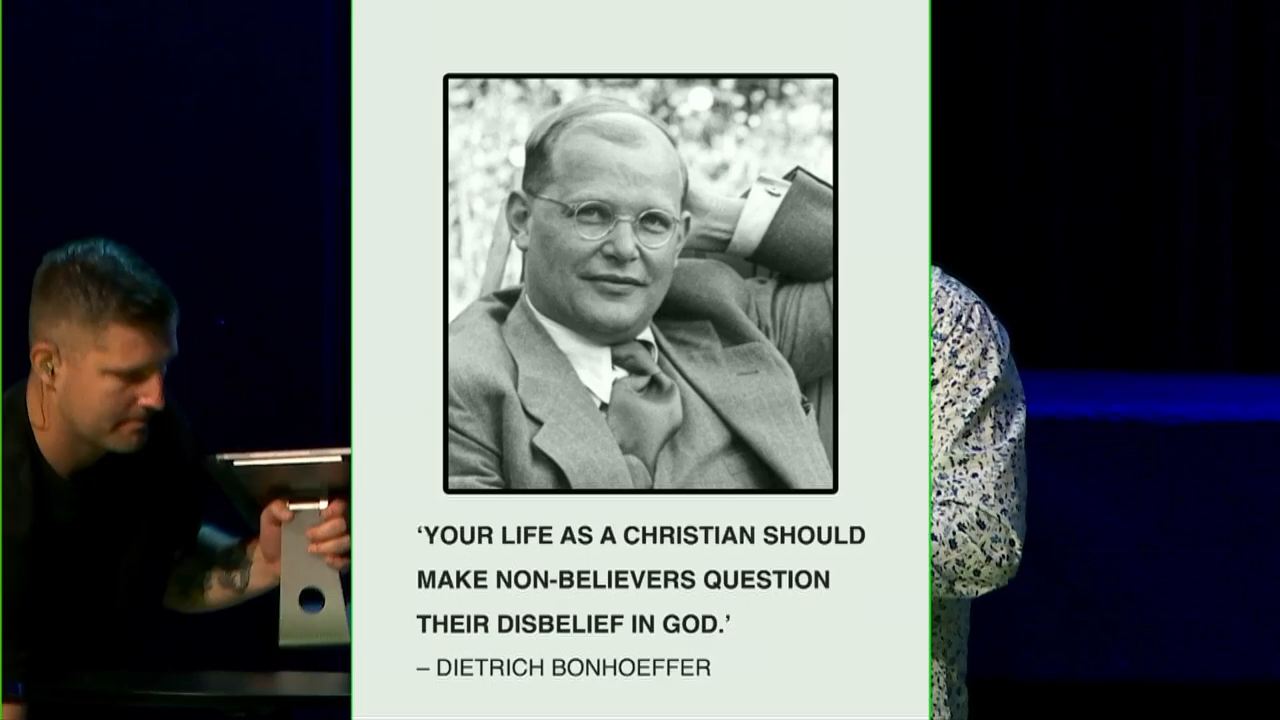 ‘YOUR LIFE AS A CHRISTIAN SHOULD
MAKE NON-BELIEVERS QUESTION
THEIR DISBELIEF IN GOD.’
– DIETRICH BONHOEFFER